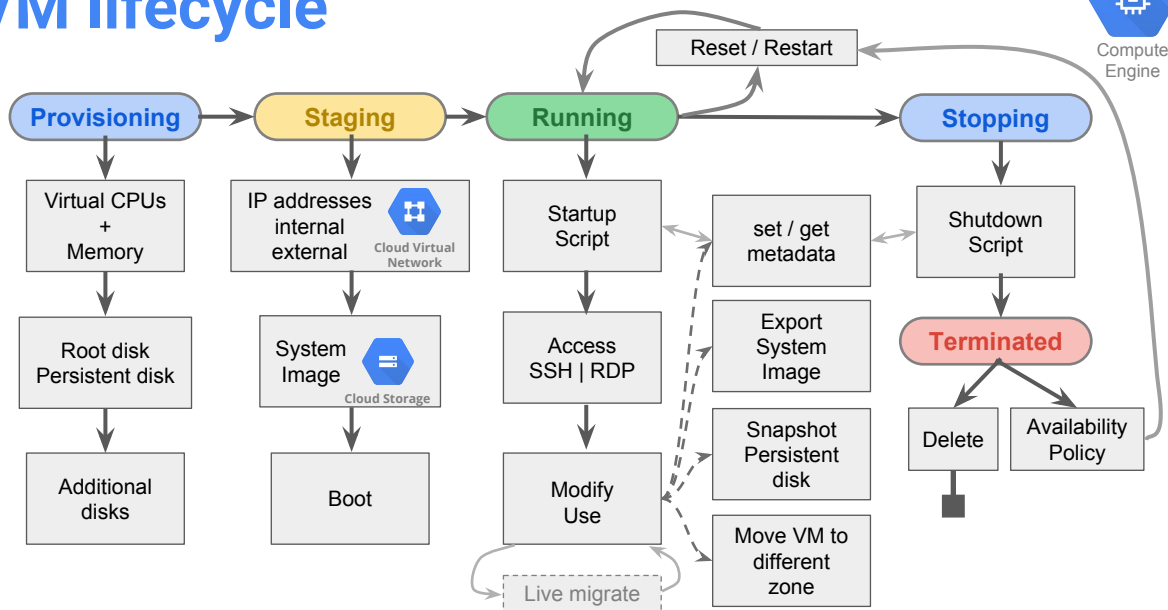 VM lifecycle
Compute
Engine
Reset / Restart
Provisioning
Staging
Running
Stopping
Virtual CPUs
+
Memory
Root disk
Persistent disk
Additional
disks
IP addresses
internal
external
Cloud Virtual
Network
System
Image
Cloud Storage
Boot
Startup
Script
Access
SSH | RDP
Modify
Use
Live migrate
set / get
metadata
Export
System
Image
Snapshot
Persistent
disk
Move VM to
different
zone
Shutdown
Script
Terminated
Delete
Availability
Policy